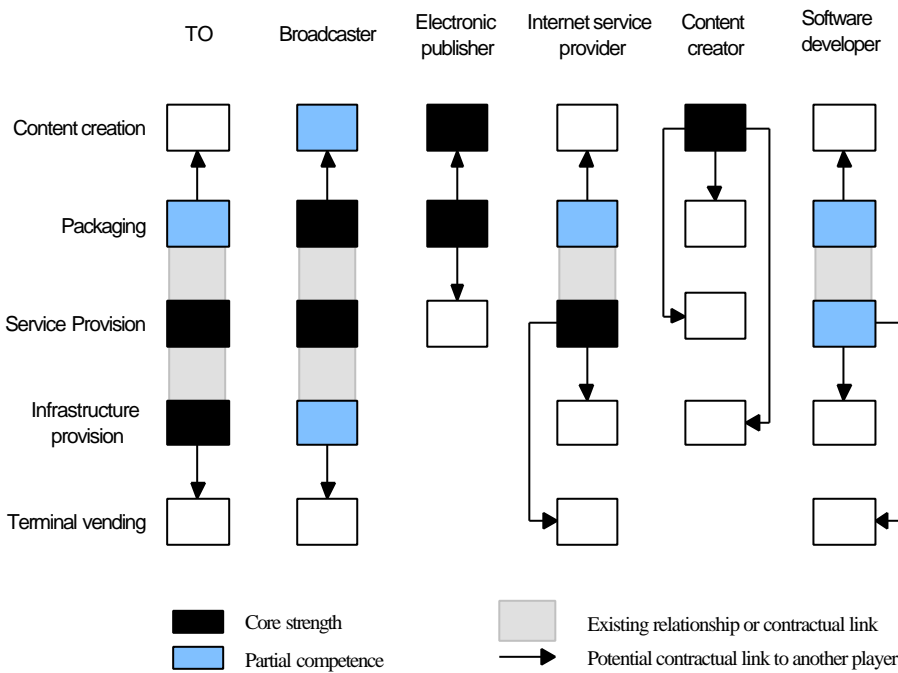 TO
Broadcaster
Electronic
publisher
Internet service
provider
Content
creator
Software
developer
Content creation
Packaging
Service Provision
Infrastructure
provision
Terminal vending
Core strength
Partial competence
Existing relationship or contractual link
Potential contractual link to another player